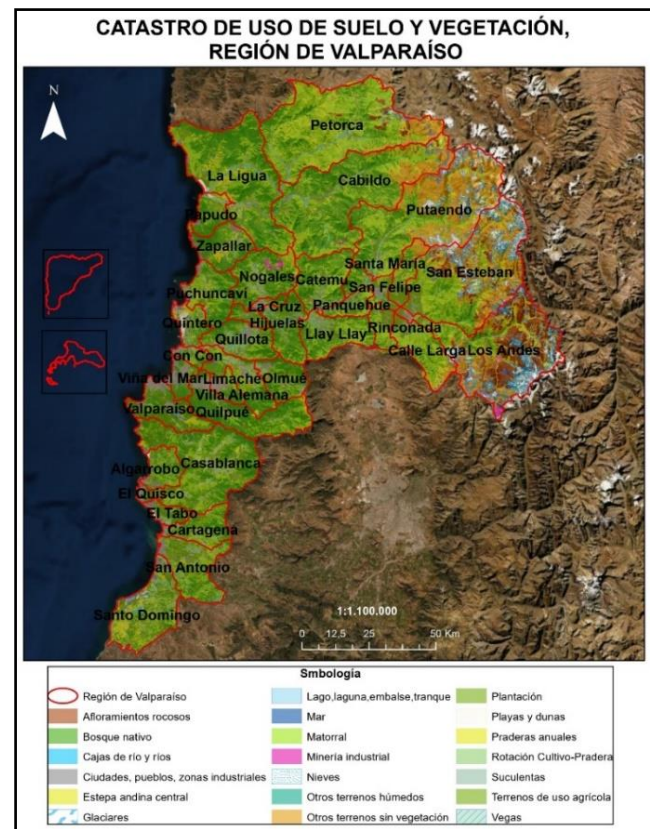 CATASTRO DE USO DE SUELO Y VEGETACIÓN,
REGIÓN DE VALPARAÍSO
N
Petorca
La Ligua
Cabildo
Papudo
Putaendo
Zapallar
Santa María
Nogales
Catemu
San Esteban
San Felipe
Puchuncaví
La Cruz
Panquehue
Quintero
Hijuelas
Rinconada
Quillota
Llay Llay
Calle Larga
Los Andes
Con Con
Viña del Mar
Limache
Olmué
Villa Alemana
Valparaíso
Quilpué
Algarrobo
Casablanca
El Quisco
El Tabo
Cartagena
San Antonio
Santo Domingo
1:1.100.000
0 12,5 25 50 Km
Smbología
Región de Valparaíso
Afloramientos rocosos
Bosque nativo
Cajas de río y ríos
Ciudades, pueblos, zonas industriales
Estepa andina central
Glaciares
Lago,laguna,embalse,tranque
Mar
Matorral
Minería industrial
Nieves
Otros terrenos húmedos
Otros terrenos sin vegetación
Plantación
Playas y dunas
Praderas anuales
Rotación Cultivo-Pradera
Suculentas
Terrenos de uso agrícola
Vegas